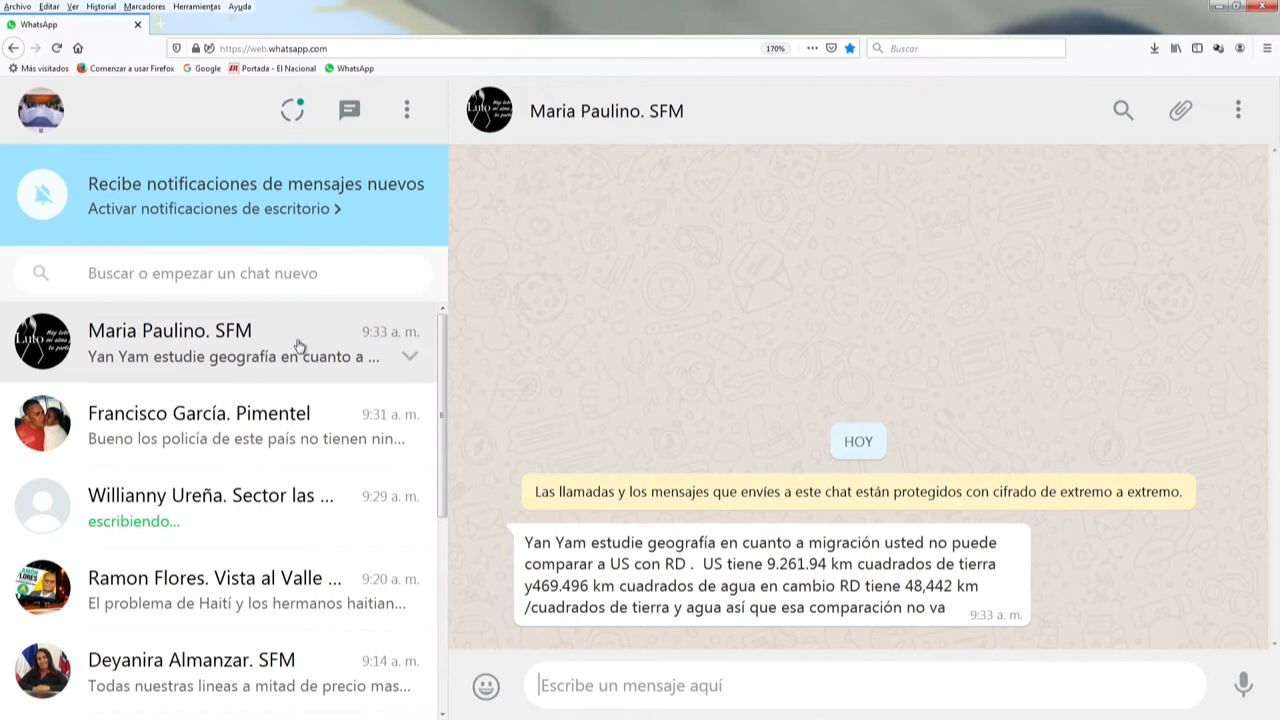 Archivo Editar Ver Historial Marcadores Herramientas Ayuda
WhatsApp
https://web.whatsapp.com
170%
Buscar
Más visitados Comenzar a usar Firefox Google Portada - El Nacional WhatsApp
Maria Paulino. SFM
Recibe notificaciones de mensajes nuevos
Activar notificaciones de escritorio
Buscar o empezar un chat nuevo
Maria Paulino. SFM 9:33 a. m.
Yan Yam estudie geografía en cuanto a ...
Francisco García. Pimentel 9:31 a. m.
Bueno los policía de este país no tienen nin...
Willianny Ureña. Sector las ... 9:29 a. m.
escribiendo...
Ramon Flores. Vista al Valle ... 9:20 a. m.
El problema de Haití y los hermanos haitian...
Deyanira Almanzar. SFM 9:14 a. m.
Todas nuestras lineas a mitad de precio mas...
HOY
Las llamadas y los mensajes que envíes a este chat están protegidos con cifrado de extremo a extremo.
Yan Yam estudie geografía en cuanto a migración usted no puede
comparar a US con RD . US tiene 9.261.94 km cuadrados de tierra
y469.496 km cuadrados de agua en cambio RD tiene 48,442 km
/cuadrados de tierra y agua así que esa comparación no va
9:33 a. m.
Escribe un mensaje aquí